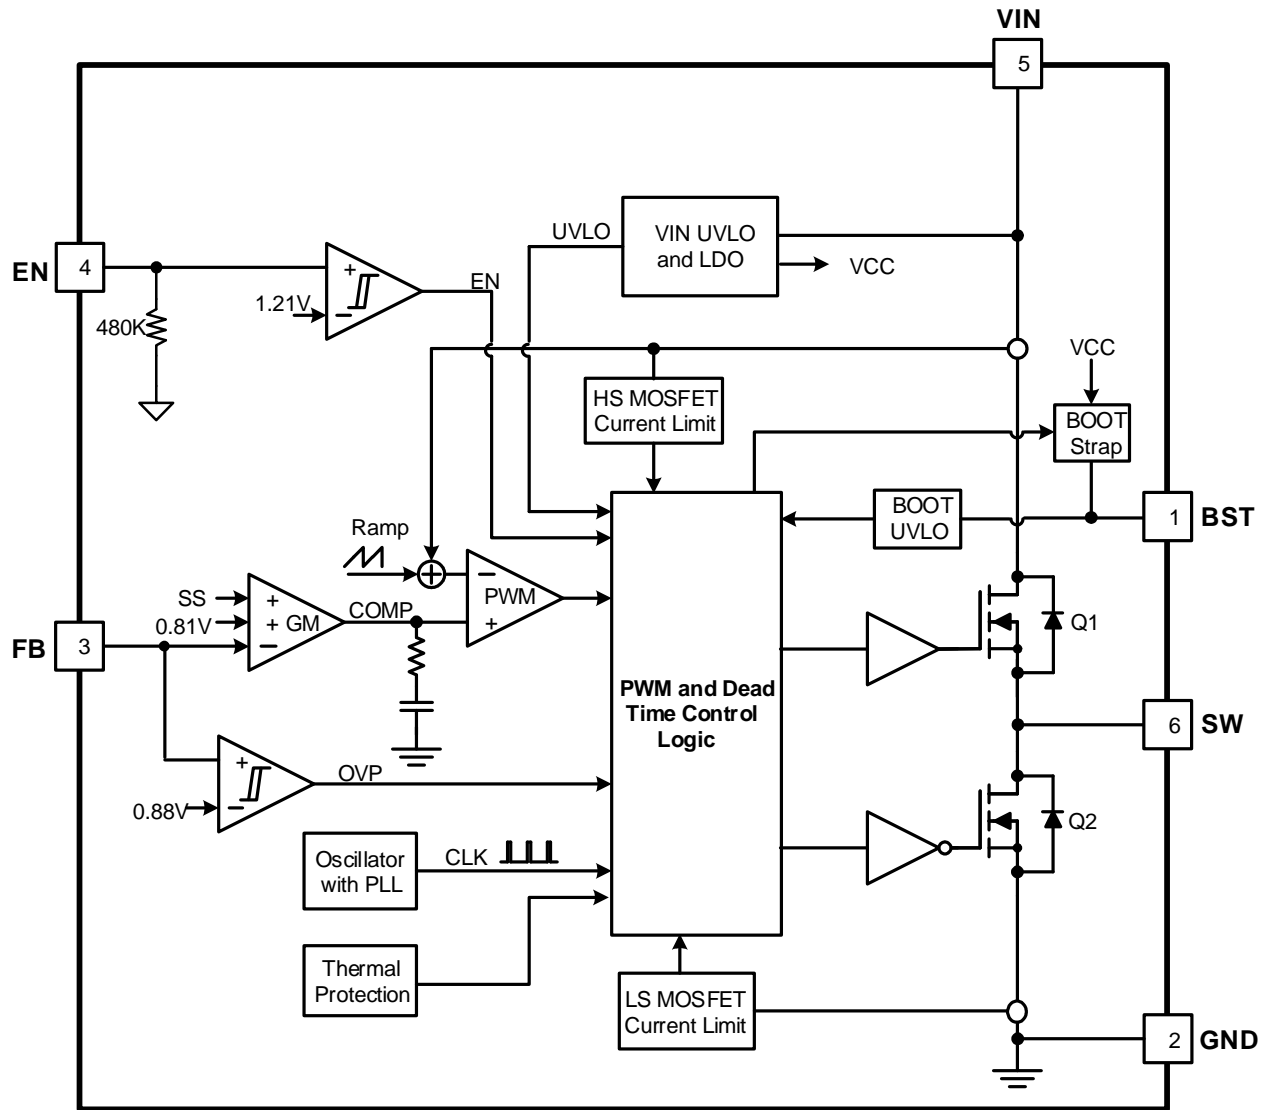 VIN
5
UVLO
VIN UVLO
and LDO
VCC
EN
4
EN
1.21V
480K
+
−
VCC
HS MOSFET
Current Limit
BOOT
Strap
BOOT
UVLO
1
BST
Ramp
+
−
PWM
+
SS
0.81V
+
+ GM
−
COMP
FB
3
Q1
PWM and Dead
Time Control
Logic
6
SW
+
−
OVP
0.88V
Q2
Oscillator
with PLL
CLK
Thermal
Protection
LS MOSFET
Current Limit
2
GND